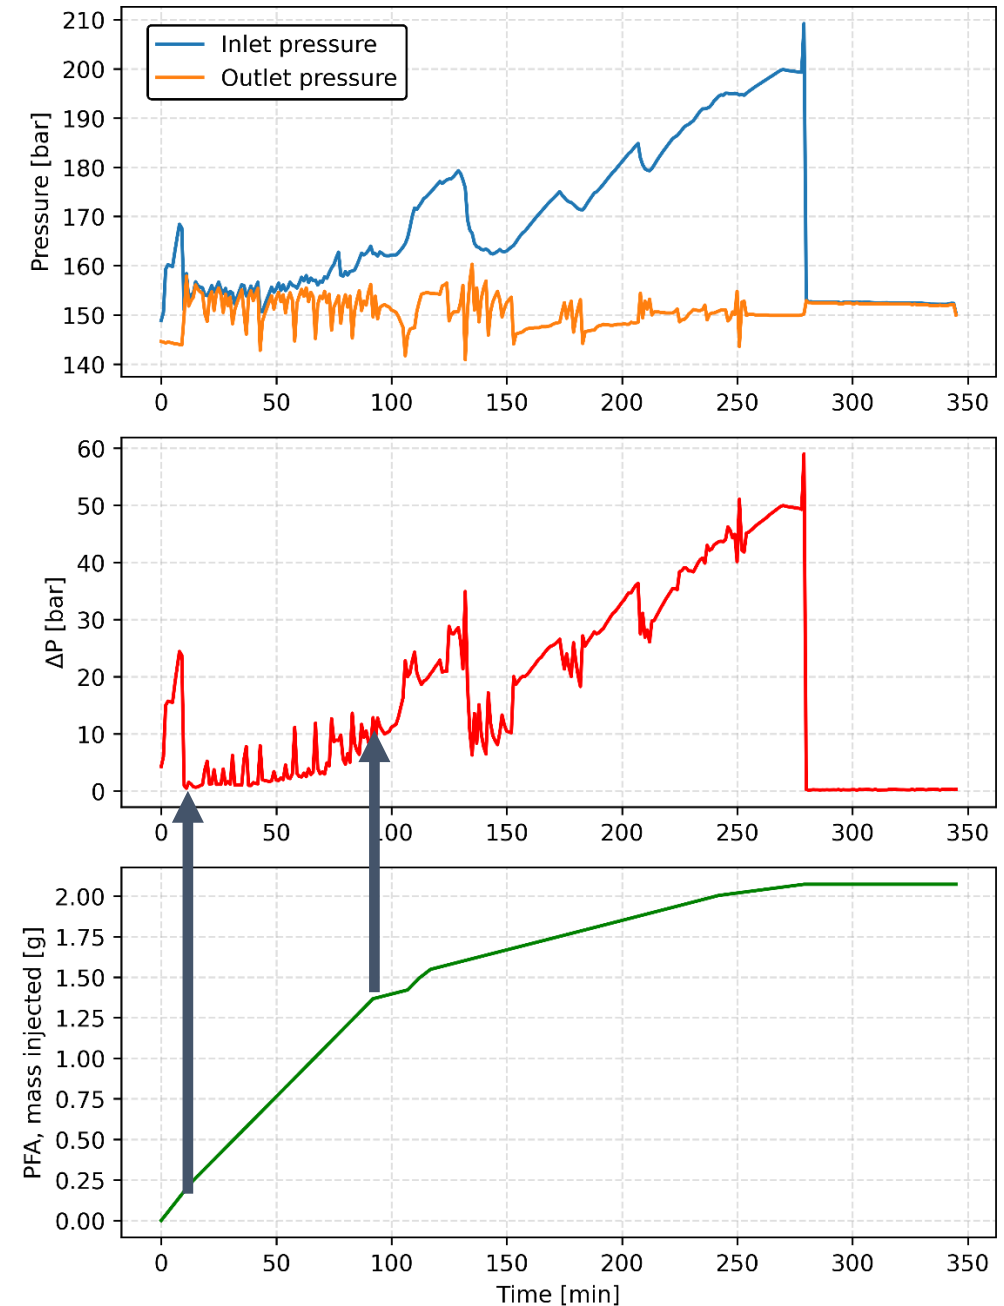 210
200
190
180
170
160
150
140
Pressure [bar]
Inlet pressure
Outlet pressure
0 50 100 150 200 250 300 350
60
50
40
30
20
10
0
ΔP [bar]
0 50 100 150 200 250 300 350
2.00
1.75
1.50
1.25
1.00
0.75
0.50
0.25
0.00
PFA, mass injected [g]
0 50 100 150 200 250 300 350
Time [min]